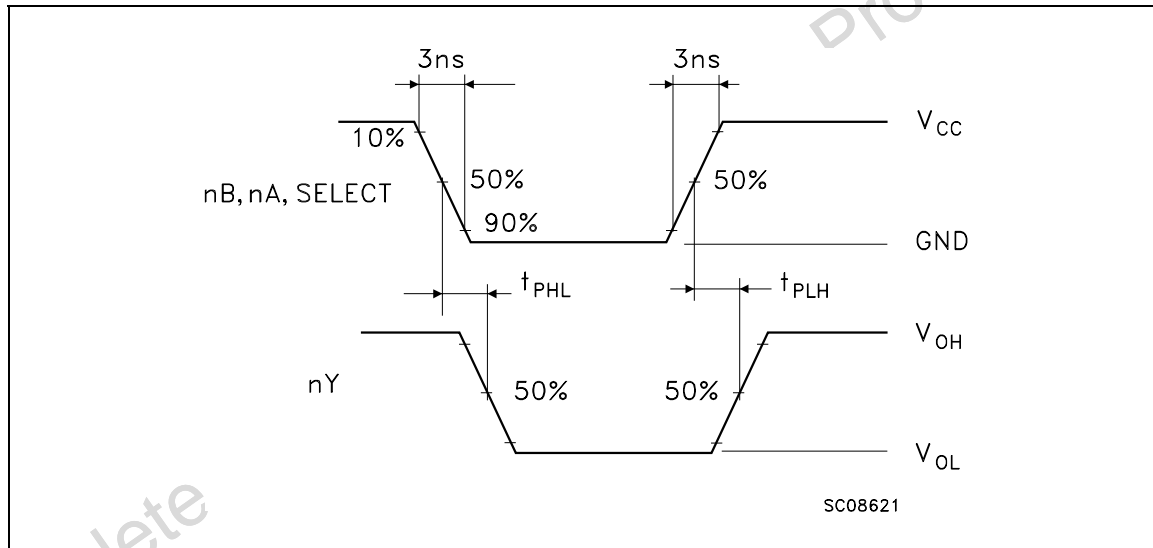 3ns 3ns
10% V_CC
nB, nA, SELECT 50% 50%
90%
GND
t_PHL t_PLH
V_OH
nY 50% 50%
V_OL
SC08621